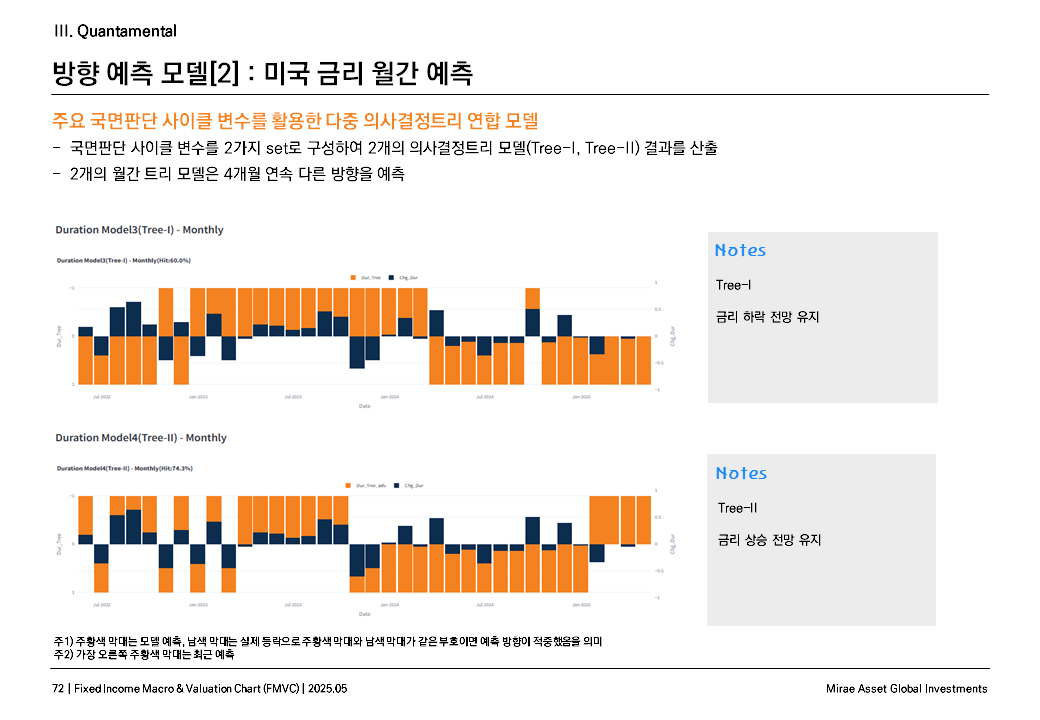 III. Quantamental
방향 예측 모델[2] : 미국 금리 월간 예측
주요 국면판단 사이클 변수를 활용한 다중 의사결정트리 연합 모델
- 국면판단 사이클 변수를 2가지 set로 구성하여 2개의 의사결정트리 모델(Tree-I, Tree-II) 결과를 산출
- 2개의 월간 트리 모델은 4개월 연속 다른 방향을 예측
Duration Model3(Tree-I) - Monthly
Duration Model3(Tree-I) - Monthly(Hit:60.0%)
Dur_Tree Chg_Dur
-1 0 1
Dur_Tree
1 0.5 0 -0.5 -1
Chg_Dur
Jul 2022 Jan 2023 Jul 2023 Jan 2024 Jul 2024 Jan 2025
Date
Notes
Tree-I
금리 하락 전망 유지
Duration Model4(Tree-II) - Monthly
Duration Model4(Tree-II) - Monthly(Hit:74.3%)
Dur_Tree_adv Chg_Dur
-1 0 1
Dur_Tree
1 0.5 0 -0.5 -1
Chg_Dur
Jul 2022 Jan 2023 Jul 2023 Jan 2024 Jul 2024 Jan 2025
Date
Notes
Tree-II
금리 상승 전망 유지
주1) 주황색 막대는 모델 예측, 남색 막대는 실제 등락으로 주황색 막대와 남색 막대가 같은 부호이면 예측 방향이 적중했음을 의미
주2) 가장 오른쪽 주황색 막대는 최근 예측
72 | Fixed Income Macro & Valuation Chart (FMVC) | 2025.05
Mirae Asset Global Investments